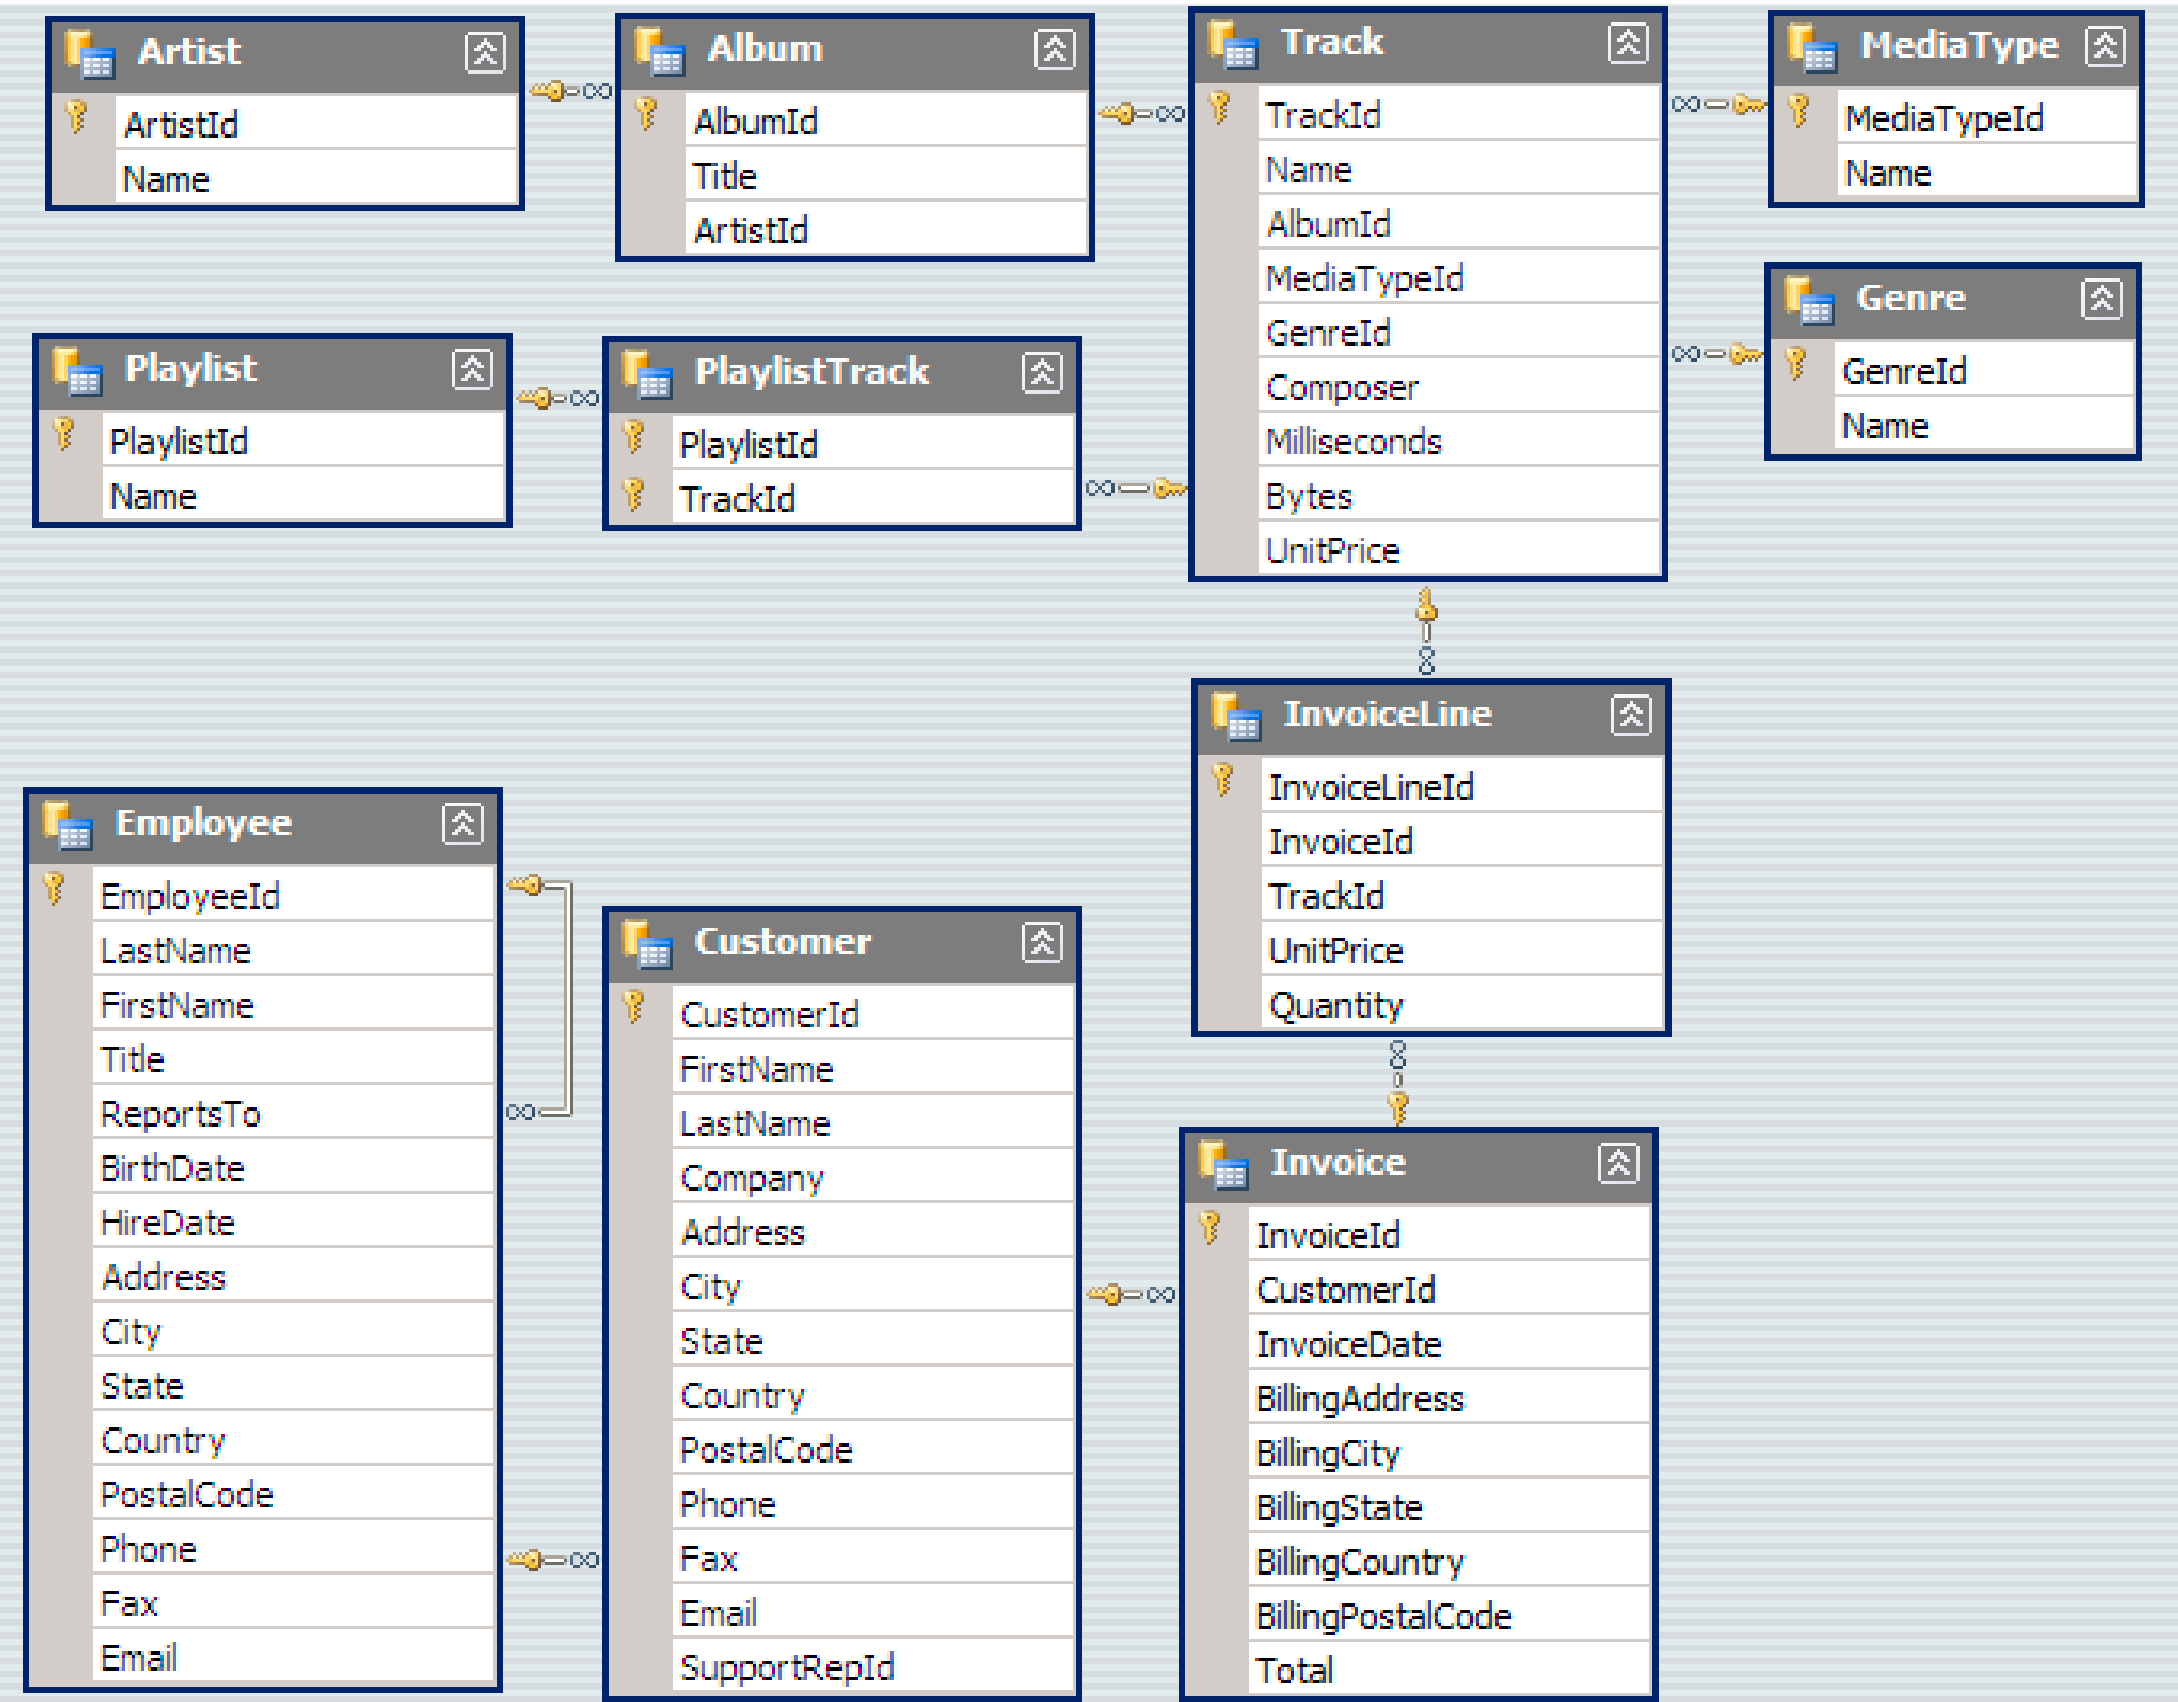 Artist
ArtistId
Name
Album
AlbumId
Title
ArtistId
Track
TrackId
Name
AlbumId
MediaTypeId
GenreId
Composer
Milliseconds
Bytes
UnitPrice
MediaType
MediaTypeId
Name
Genre
GenreId
Name
Playlist
PlaylistId
Name
PlaylistTrack
PlaylistId
TrackId
InvoiceLine
InvoiceLineId
InvoiceId
TrackId
UnitPrice
Quantity
Employee
EmployeeId
LastName
FirstName
Title
ReportsTo
BirthDate
HireDate
Address
City
State
Country
PostalCode
Phone
Fax
Email
Customer
CustomerId
FirstName
LastName
Company
Address
City
State
Country
PostalCode
Phone
Fax
Email
SupportRepId
Invoice
InvoiceId
CustomerId
InvoiceDate
BillingAddress
BillingCity
BillingState
BillingCountry
BillingPostalCode
Total